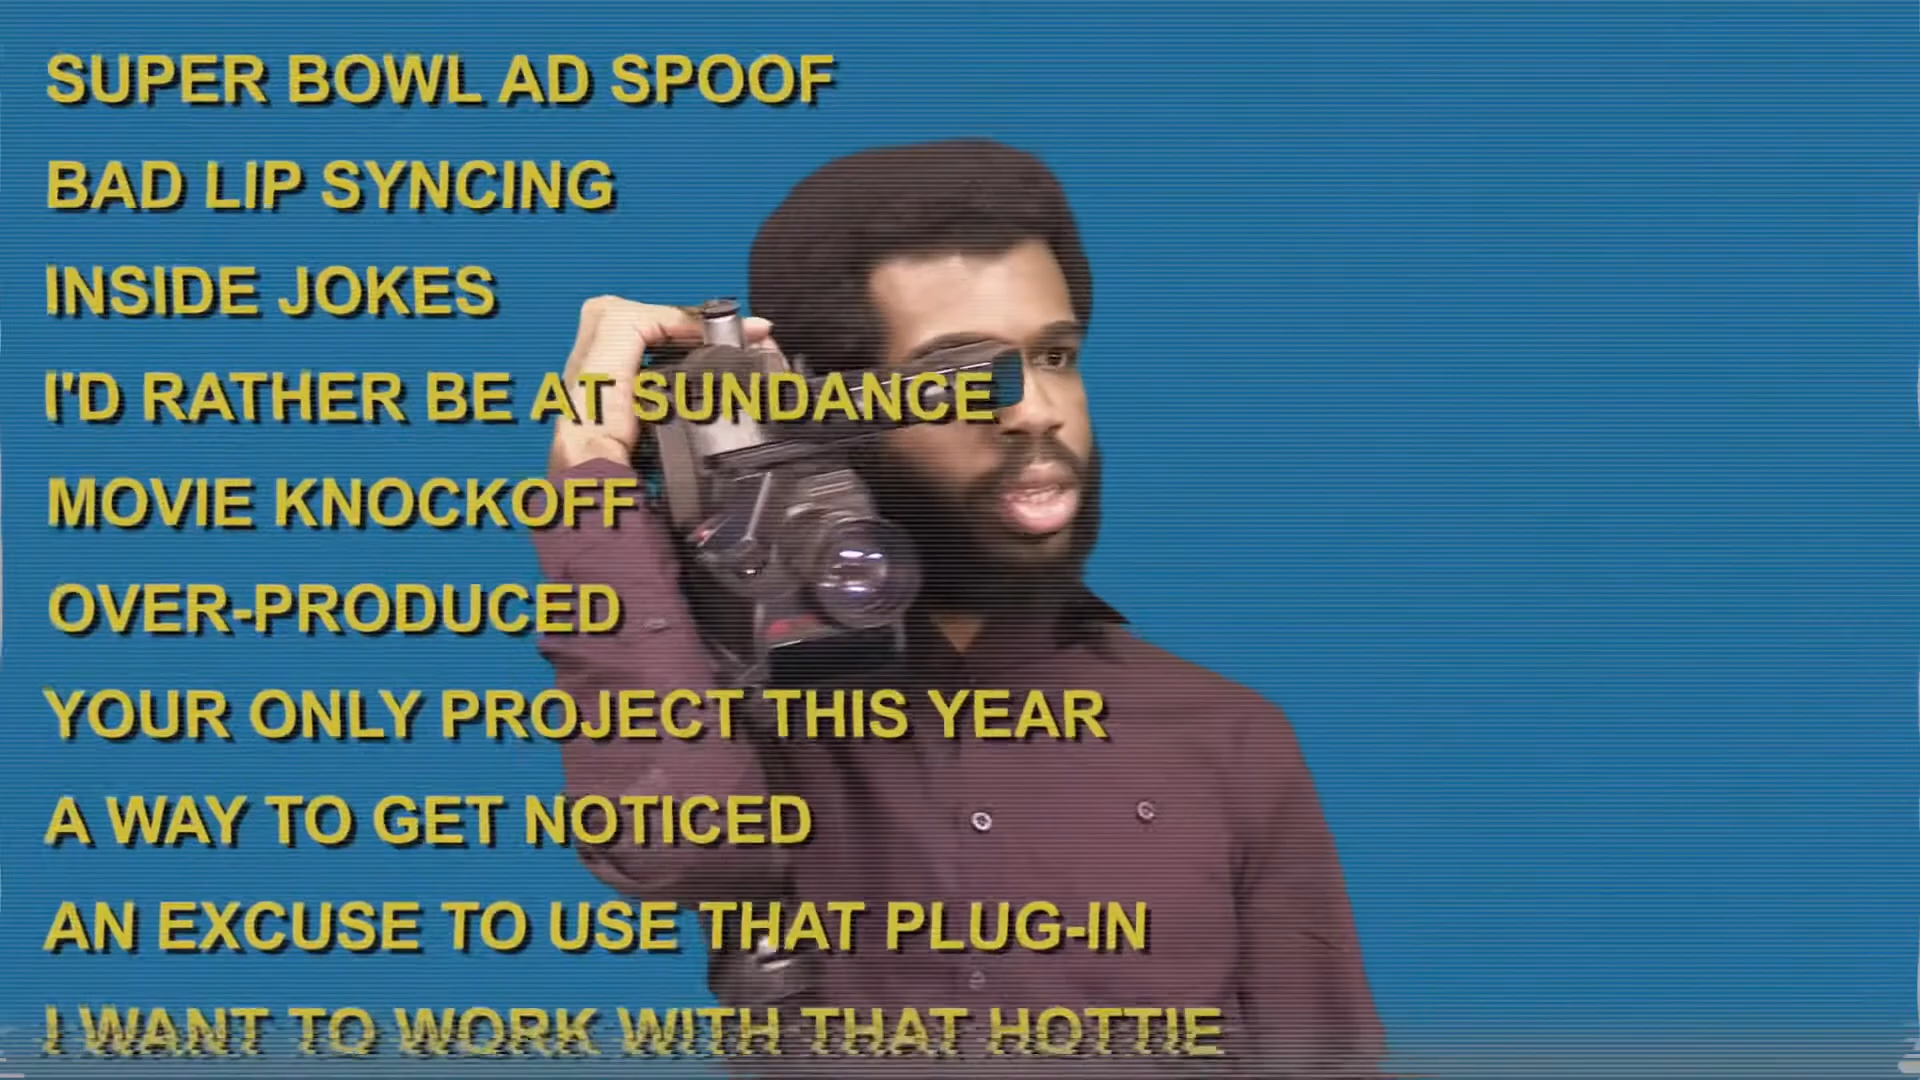 SUPER BOWL AD SPOOF
BAD LIP SYNCING
INSIDE JOKES
I'D RATHER BE AT SUNDANCE
MOVIE KNOCKOFF
OVER-PRODUCED
YOUR ONLY PROJECT THIS YEAR
A WAY TO GET NOTICED
AN EXCUSE TO USE THAT PLUG-IN
I WANT TO WORK WITH THAT HOTTIE